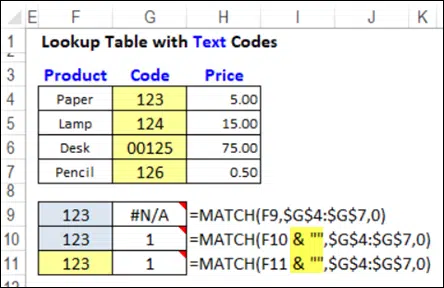 E F G H I J K
1 Lookup Table with Text Codes
2
3 Product Code Price
4 Paper 123 5.00
5 Lamp 124 15.00
6 Desk 00125 75.00
7 Pencil 126 0.50
8
9 123 #N/A =MATCH(F9,$G$4:$G$7,0)
10 123 1 =MATCH(F10 & "",$G$4:$G$7,0)
11 123 1 =MATCH(F11 & "",$G$4:$G$7,0)